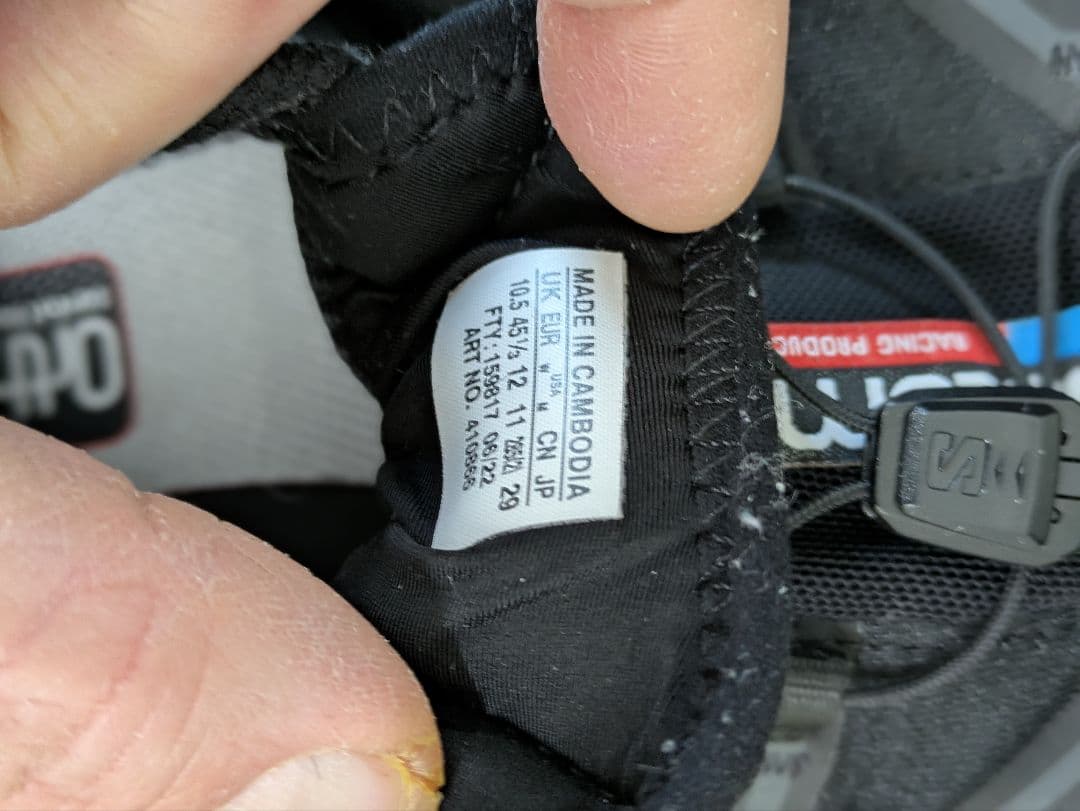 MADE IN CAMBODIA
UK EUR USA CN JP
W M
10.5 45⅓ 12 11 285(2) 29
FTY: 159817 06/22
ART NO. 410866
RACING PRODUC
Orth